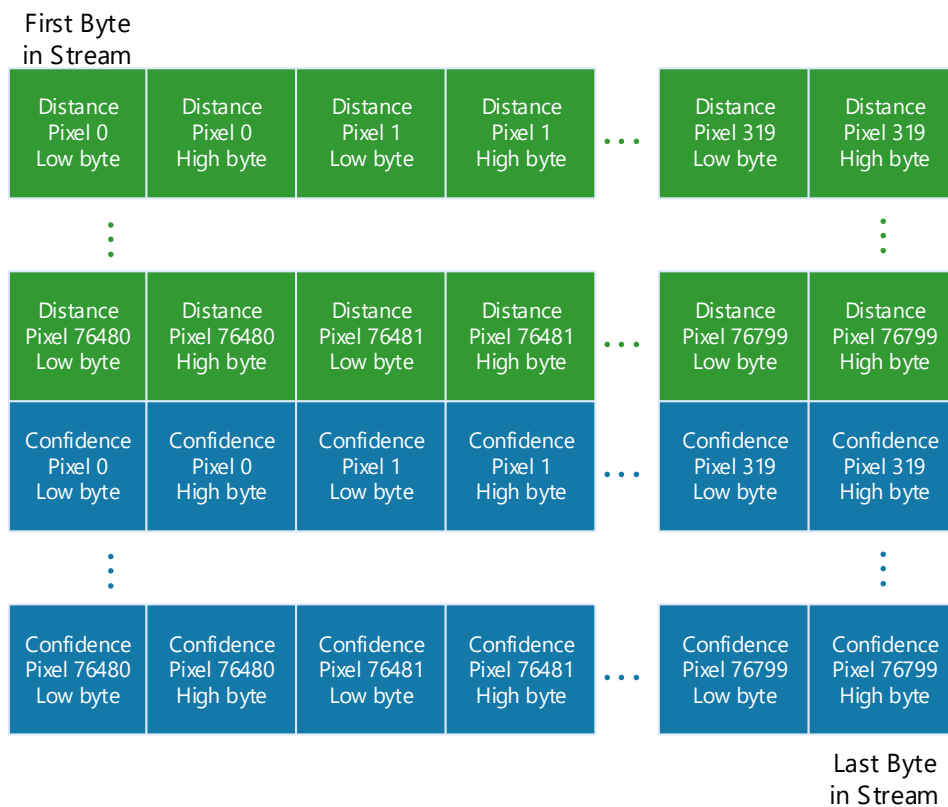 First Byte
in Stream
Distance
Pixel 0
Low byte
Distance
Pixel 0
High byte
Distance
Pixel 1
Low byte
Distance
Pixel 1
High byte
Distance
Pixel 319
Low byte
Distance
Pixel 319
High byte
Distance
Pixel 76480
Low byte
Distance
Pixel 76480
High byte
Distance
Pixel 76481
Low byte
Distance
Pixel 76481
High byte
Distance
Pixel 76799
Low byte
Distance
Pixel 76799
High byte
Confidence
Pixel 0
Low byte
Confidence
Pixel 0
High byte
Confidence
Pixel 1
Low byte
Confidence
Pixel 1
High byte
Confidence
Pixel 319
Low byte
Confidence
Pixel 319
High byte
Confidence
Pixel 76480
Low byte
Confidence
Pixel 76480
High byte
Confidence
Pixel 76481
Low byte
Confidence
Pixel 76481
High byte
Confidence
Pixel 76799
Low byte
Confidence
Pixel 76799
High byte
Last Byte
in Stream